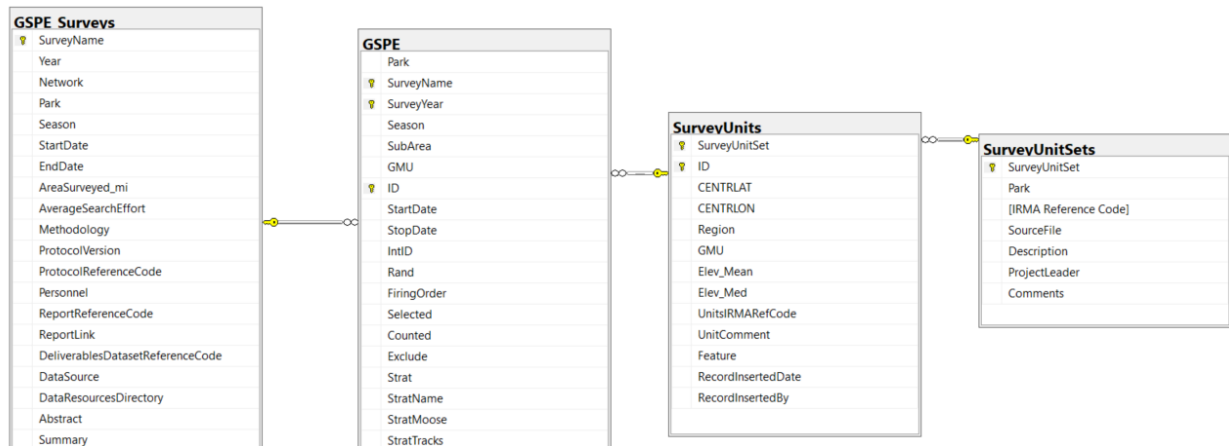 GSPE_Surveys
SurveyName
Year
Network
Park
Season
StartDate
EndDate
AreaSurveyed_mi
AverageSearchEffort
Methodology
ProtocolVersion
ProtocolReferenceCode
Personnel
ReportReferenceCode
ReportLink
DeliverablesDatasetReferenceCode
DataSource
DataResourcesDirectory
Abstract
Summary
GSPE
Park
SurveyName
SurveyYear
Season
SubArea
GMU
ID
StartDate
StopDate
IntID
Rand
FiringOrder
Selected
Counted
Exclude
Strat
StratName
StratMoose
StratTracks
SurveyUnits
SurveyUnitSet
ID
CENTRLAT
CENTRLON
Region
GMU
Elev_Mean
Elev_Med
UnitsIRMARefCode
UnitComment
Feature
RecordInsertedDate
RecordInsertedBy
SurveyUnitSets
SurveyUnitSet
Park
[IRMA Reference Code]
SourceFile
Description
ProjectLeader
Comments